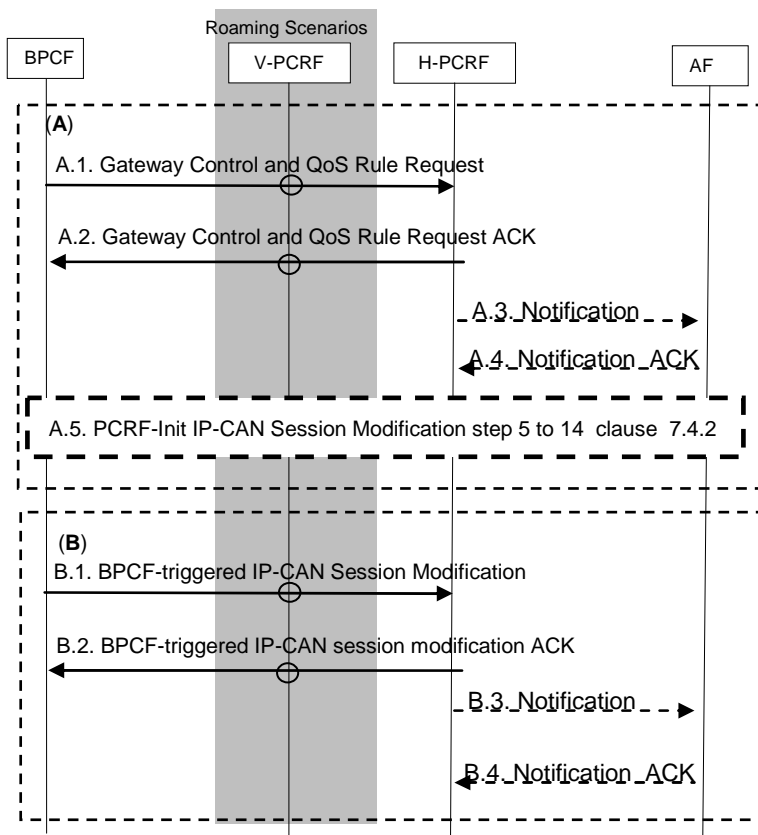 Roaming Scenarios
BPCF
V-PCRF
H-PCRF
AF
(A)
A.1. Gateway Control and QoS Rule Request
A.2. Gateway Control and QoS Rule Request ACK
A.3. Notification
A.4. Notification ACK
A.5. PCRF-Init IP-CAN Session Modification step 5 to 14 clause 7.4.2
(B)
B.1. BPCF-triggered IP-CAN Session Modification
B.2. BPCF-triggered IP-CAN session modification ACK
B.3. Notification
B.4. Notification ACK